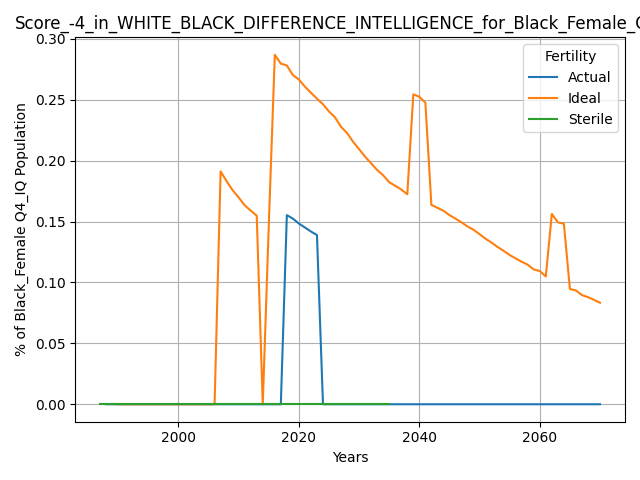 Score_-4_in_WHITE_BLACK_DIFFERENCE_INTELLIGENCE_for_Black_Female_
0.30
0.25
0.20
0.15
0.10
0.05
0.00
% of Black_Female Q4_IQ Population
Fertility
Actual
Ideal
Sterile
2000
2020
2040
2060
Years